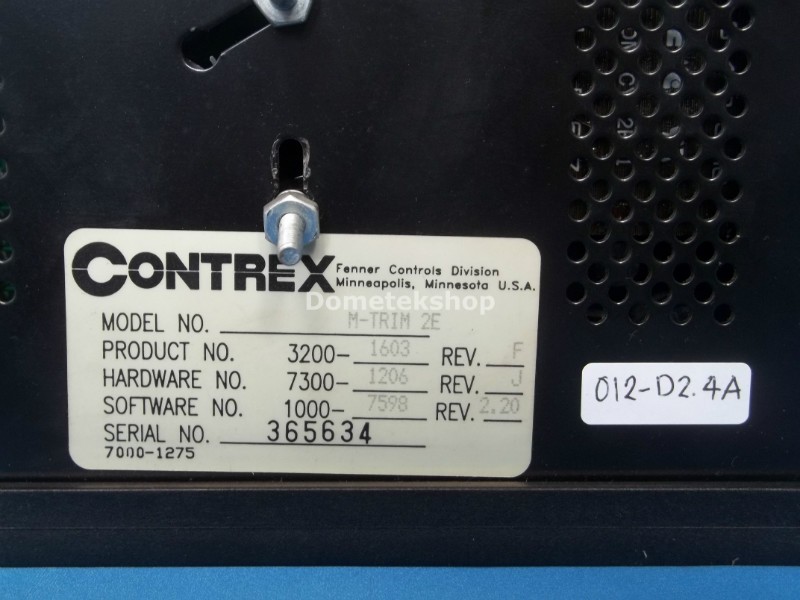 CONTREX Fenner Controls Division
Minneapolis, Minnesota U.S.A.
Dometekshop
MODEL NO. M-TRIM 2E
PRODUCT NO. 3200-1603 REV. F
HARDWARE NO. 7300-1206 REV. J
SOFTWARE NO. 1000-7598 REV. 2.20
SERIAL NO. 365634
7000-1275
012-D2.4A